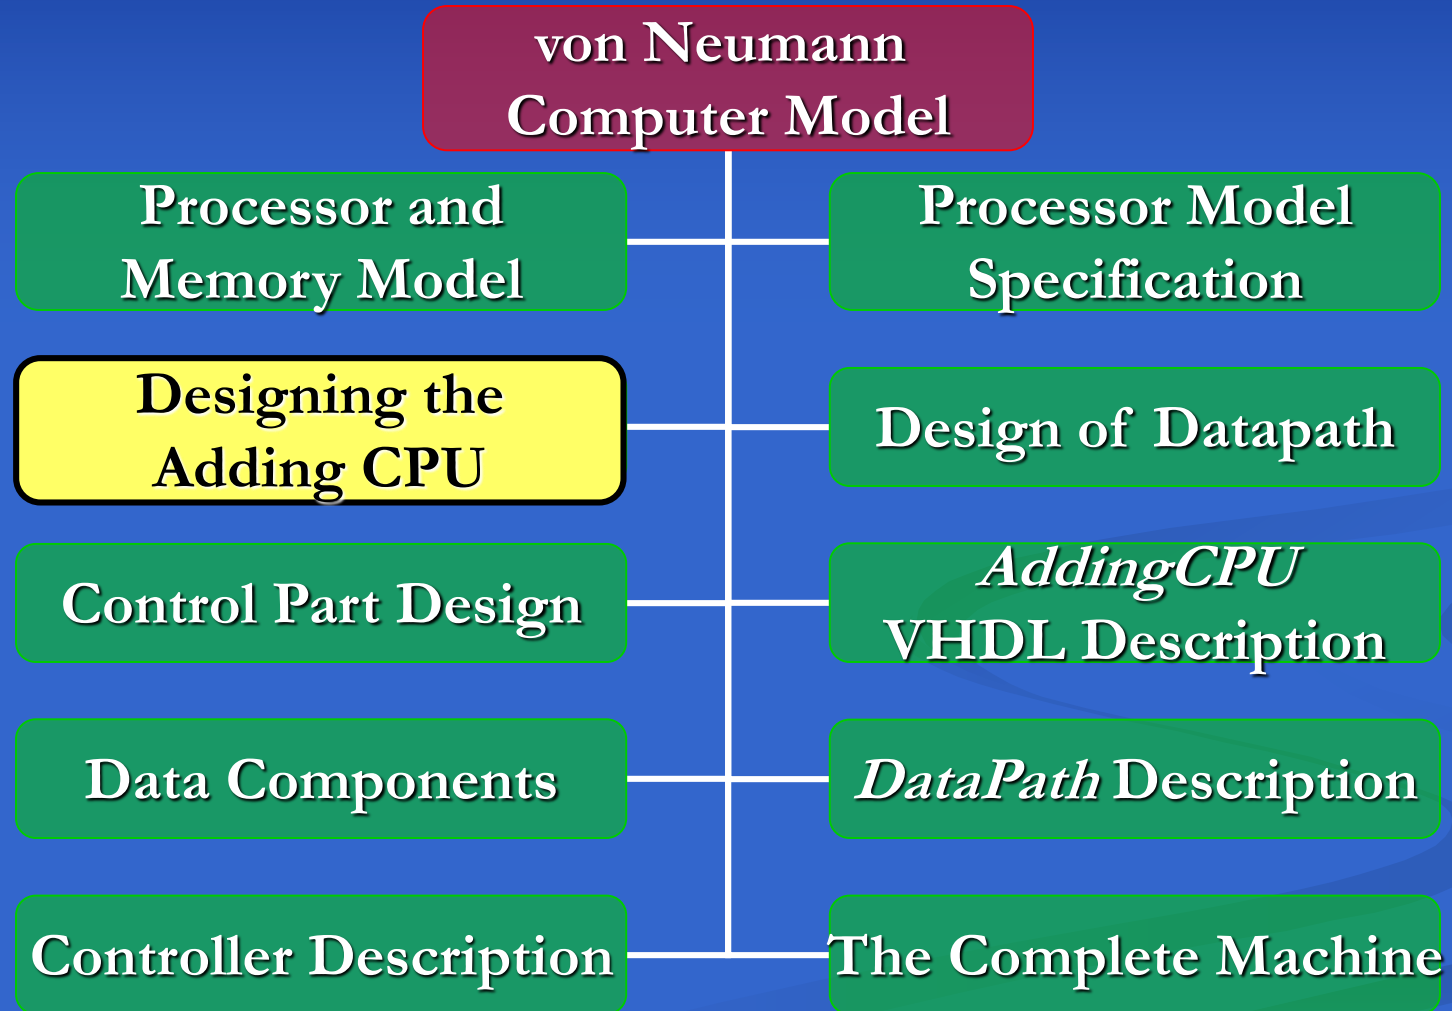 von Neumann
Computer Model
Processor and
Memory Model
Processor Model
Specification
Designing the
Adding CPU
Design of Datapath
Control Part Design
AddingCPU
VHDL Description
Data Components
DataPath Description
Controller Description
The Complete Machine